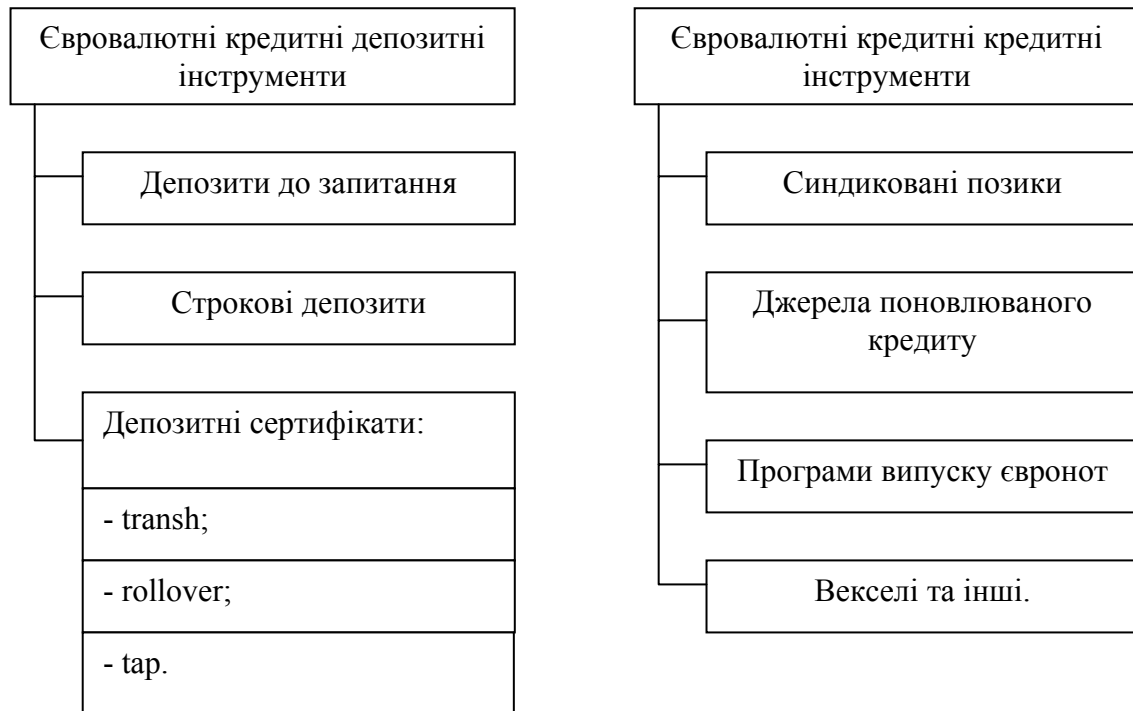 Євровалютні кредитні депозитні
інструменти
Депозити до запитання
Строкові депозити
Депозитні сертифікати:
- transh;
- rollover;
- tap.
Євровалютні кредитні кредитні
інструменти
Синдиковані позики
Джерела поновлюваного
кредиту
Програми випуску євронот
Векселі та інші.